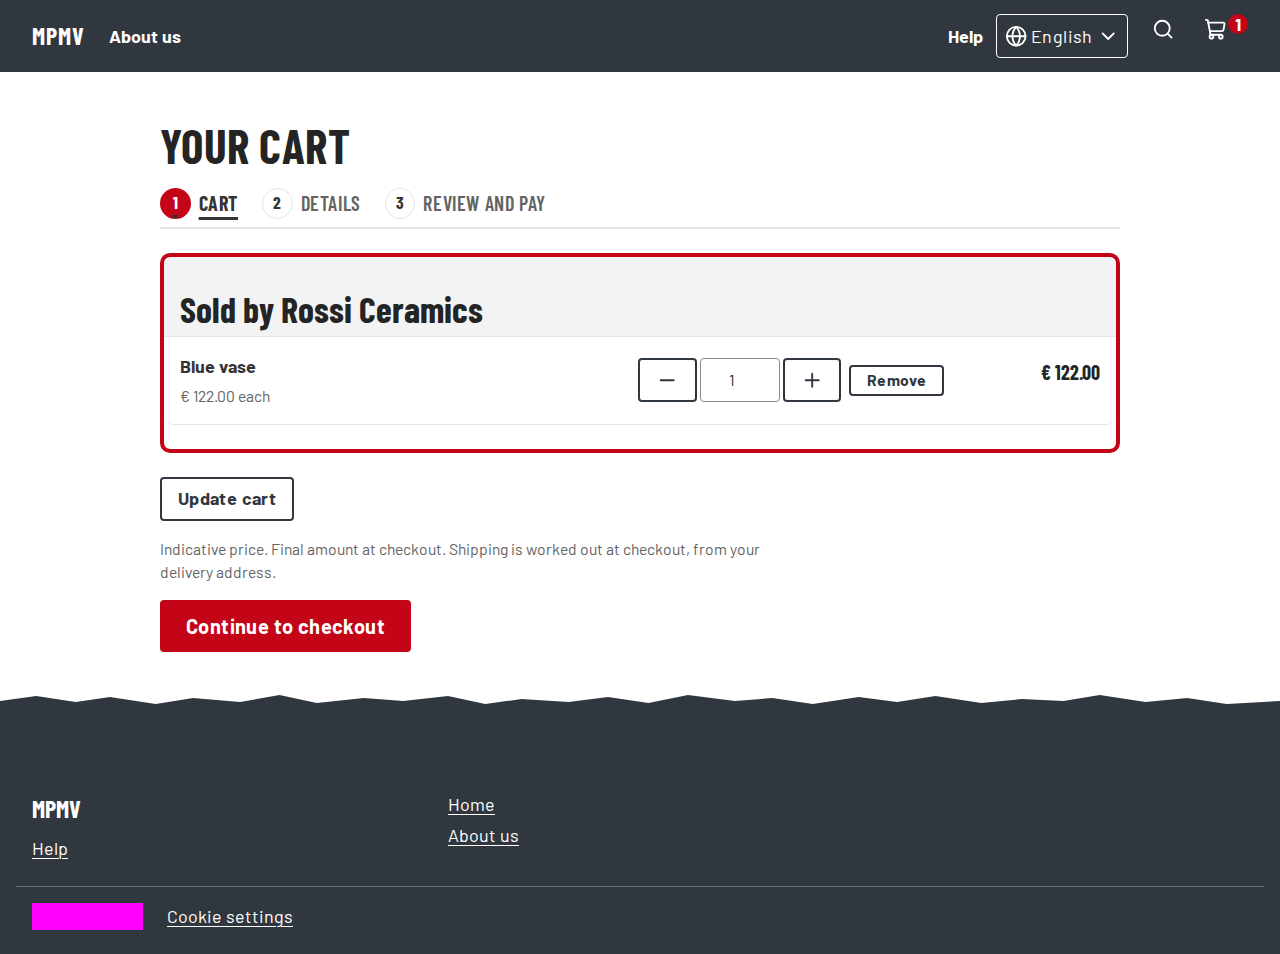 MPMV About us Help English 1
YOUR CART
1 CART 2 DETAILS 3 REVIEW AND PAY
Sold by Rossi Ceramics
Blue vase
€ 122.00 each
1
Remove
€ 122.00
Update cart
Indicative price. Final amount at checkout. Shipping is worked out at checkout, from your
delivery address.
Continue to checkout
MPMV
Help
Home
About us
Cookie settings